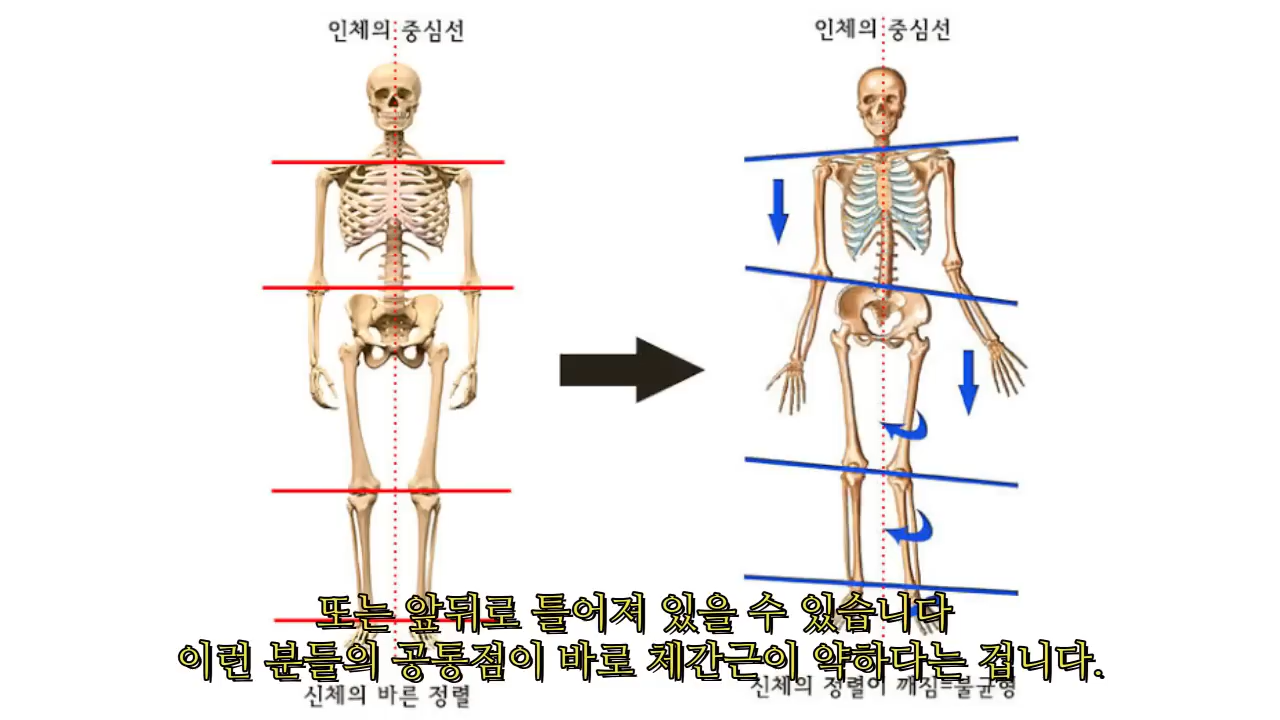 인체의 중심선
인체의 중심선
또는 앞뒤로 틀어져 있을 수 있습니다
이런 분들의 공통점이 바로 체간근이 약하다는 겁니다.
신체의 바른 정렬
신체의 정렬이 깨짐=불균형